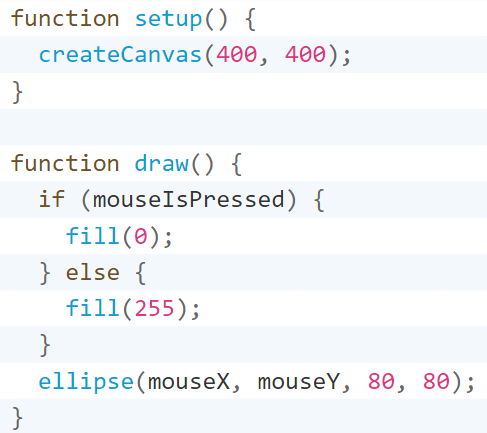 function setup() {
  createCanvas(400, 400);
}

function draw() {
  if (mouseIsPressed) {
    fill(0);
  } else {
    fill(255);
  }
  ellipse(mouseX, mouseY, 80, 80);
}